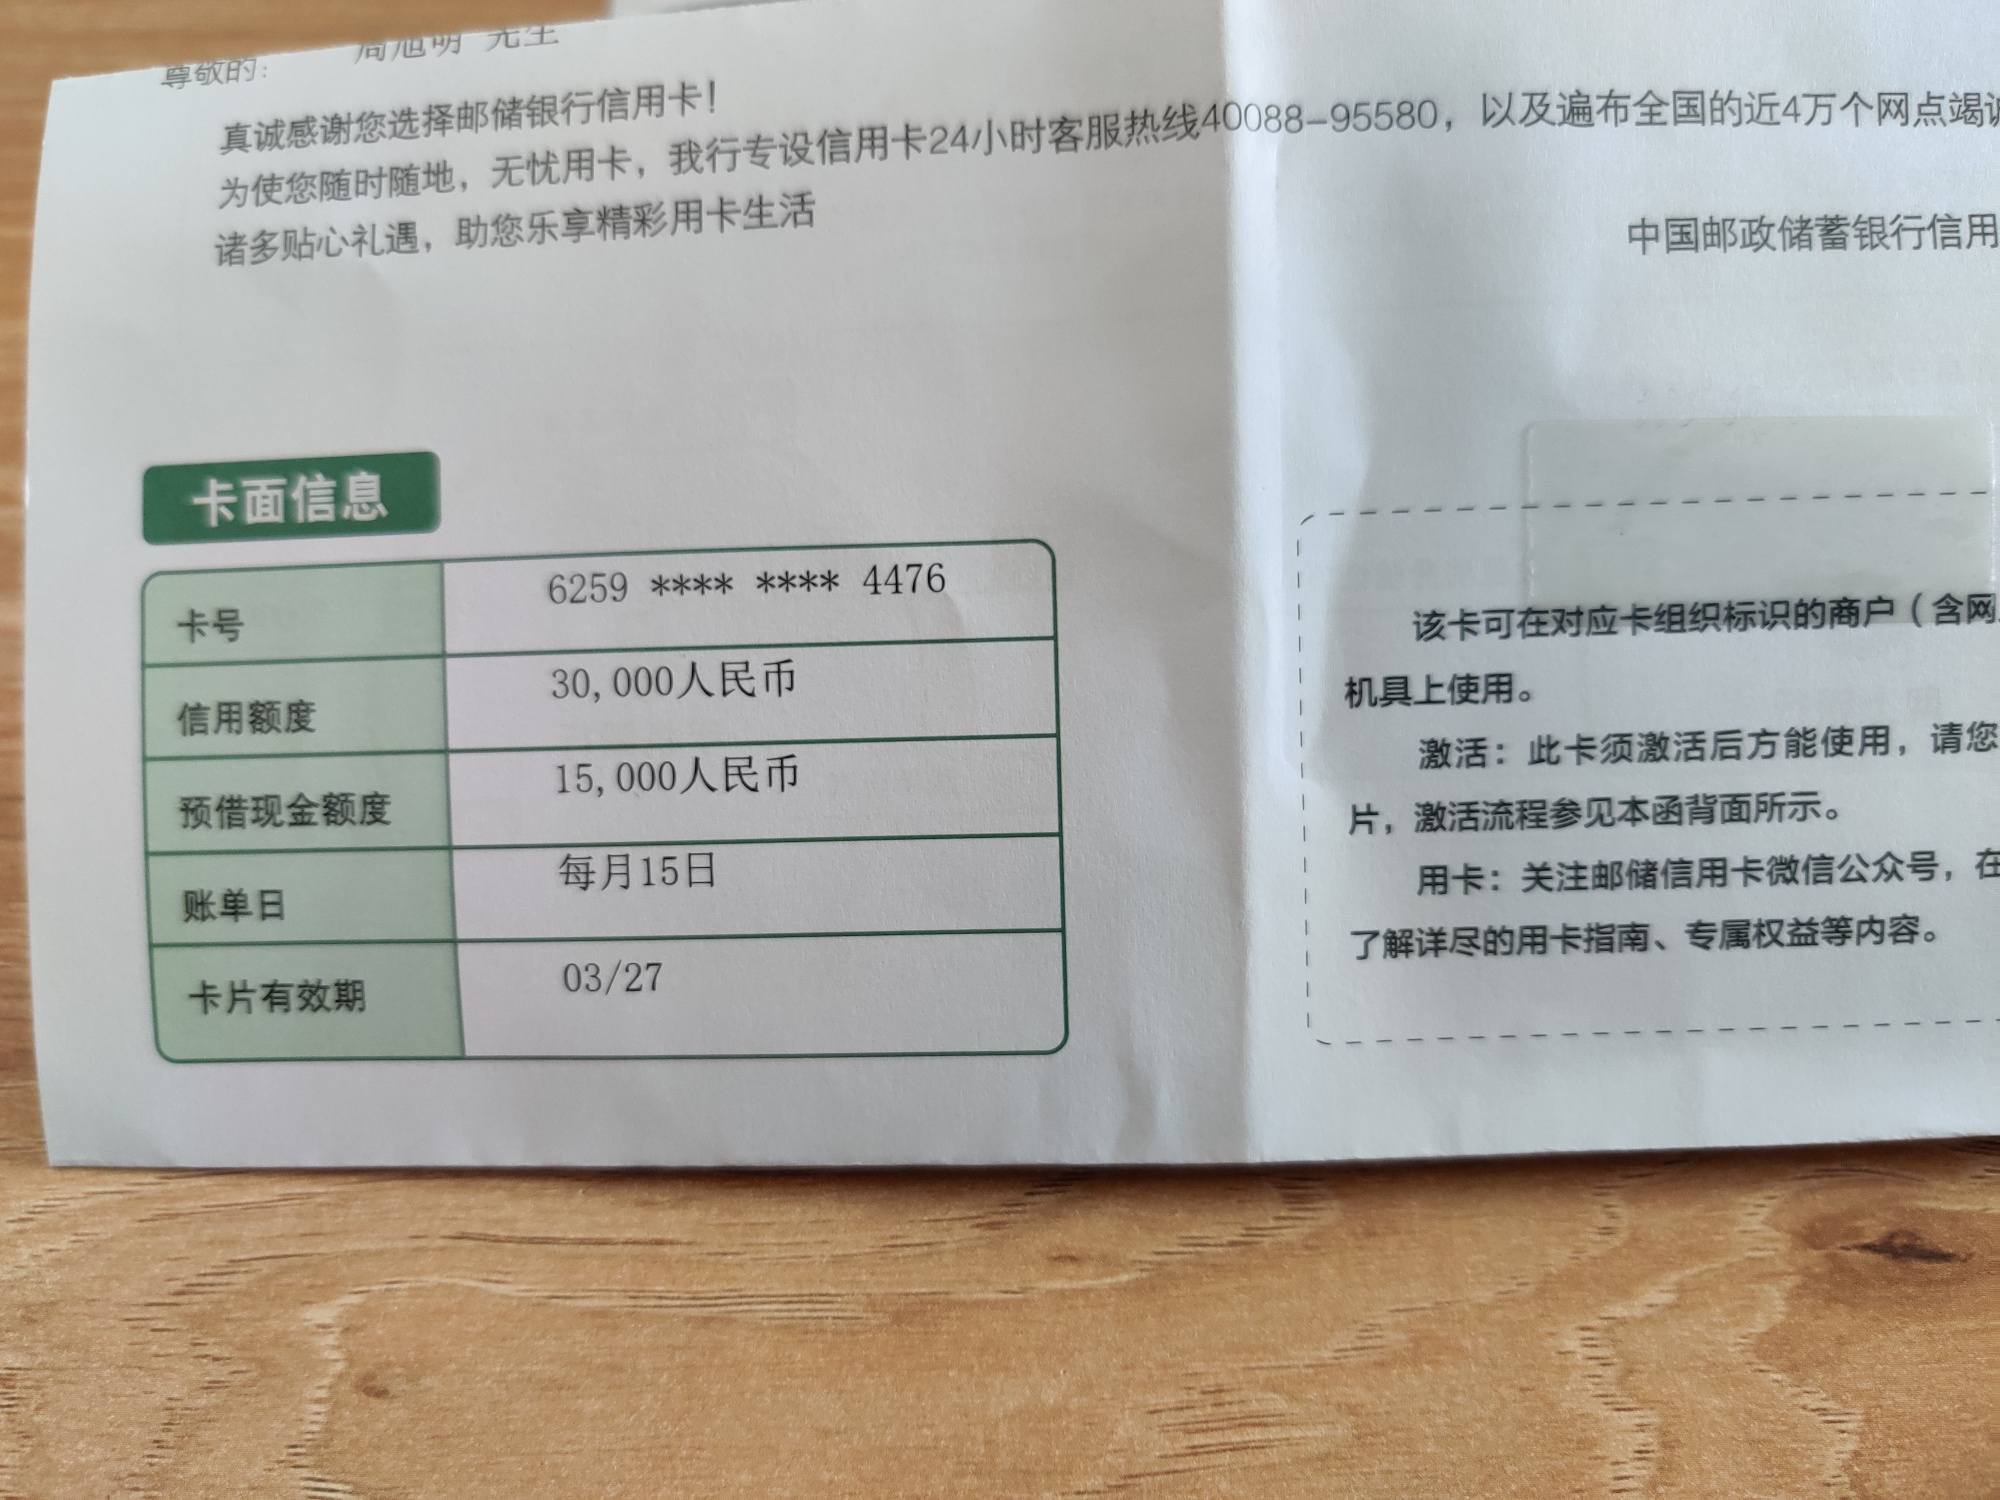 尊敬的： 周旭明 先生
真诚感谢您选择邮储银行信用卡！
为使您随时随地，无忧用卡，我行专设信用卡24小时客服热线40088-95580，以及遍布全国的近4万个网点竭诚
诸多贴心礼遇，助您乐享精彩用卡生活
中国邮政储蓄银行信用
卡面信息
卡号 6259 **** **** 4476
信用额度 30,000人民币
预借现金额度 15,000人民币
账单日 每月15日
卡片有效期 03/27
该卡可在对应卡组织标识的商户（含网
机具上使用。
激活：此卡须激活后方能使用，请您
片，激活流程参见本函背面所示。
用卡：关注邮储信用卡微信公众号，在
了解详尽的用卡指南、专属权益等内容。